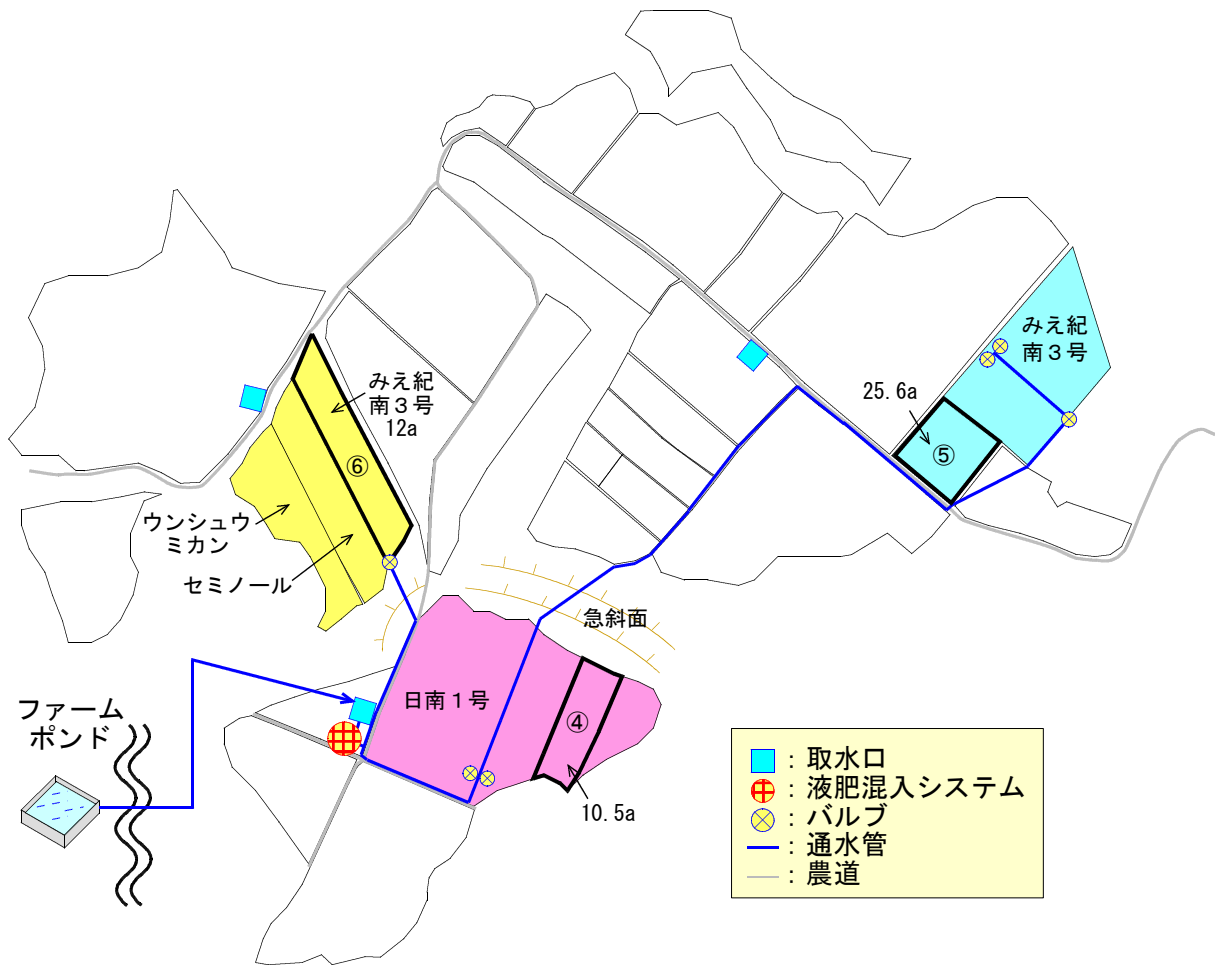 みえ紀
南３号
25.6a
⑤
みえ紀
南３号
12a
⑥
ウンシュウ
ミカン
セミノール
急斜面
日南１号
④
10.5a
ファーム
ポンド
：取水口
：液肥混入システム
：バルブ
：通水管
：農道